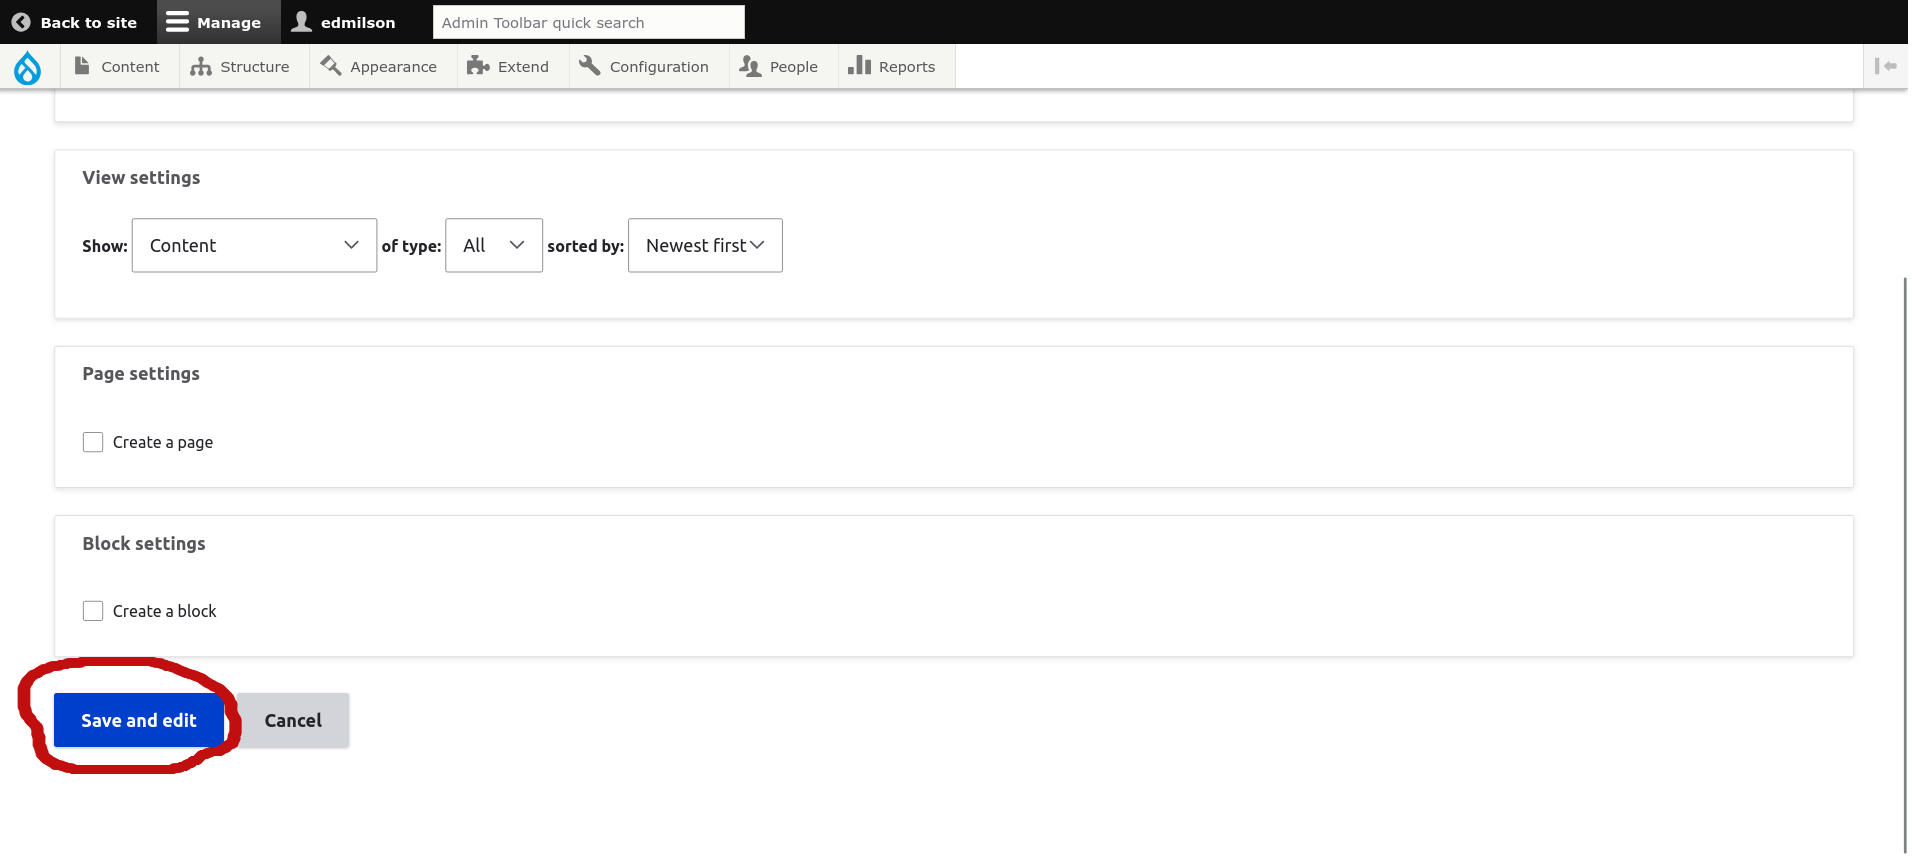 Back to site Manage edmilson Admin Toolbar quick search
Content Structure Appearance Extend Configuration People Reports
View settings
Show: Content of type: All sorted by: Newest first
Page settings
Create a page
Block settings
Create a block
Save and edit Cancel